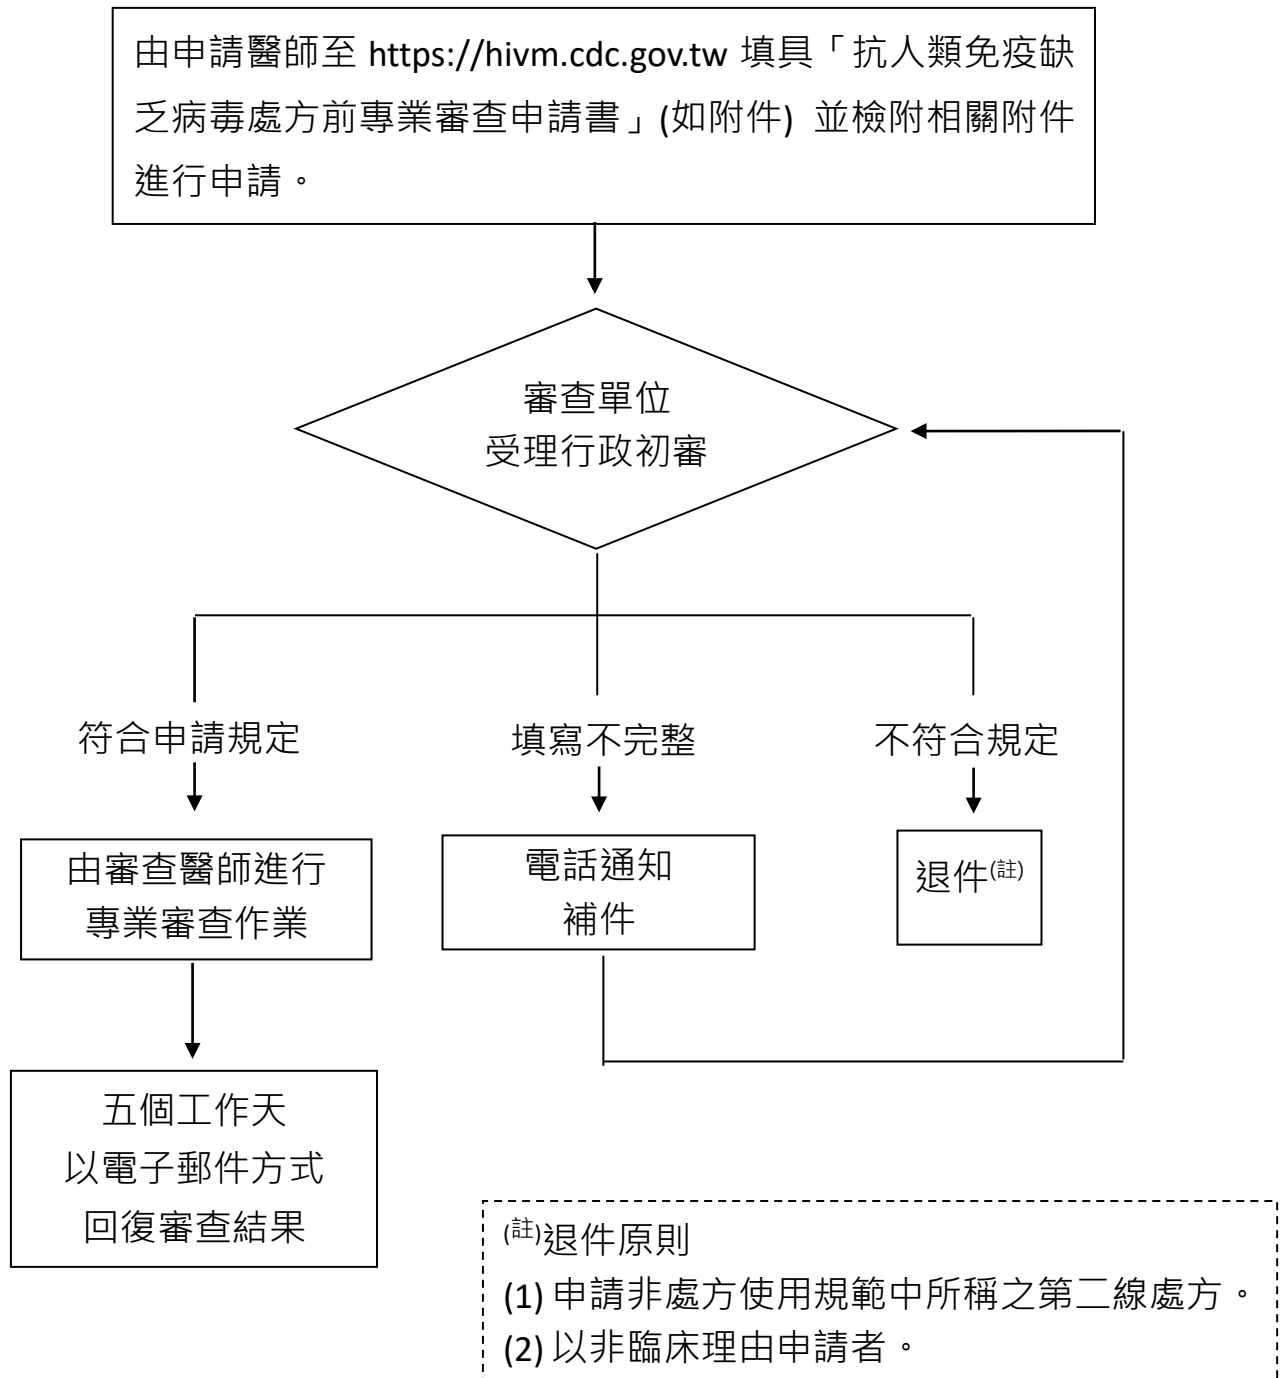 由申請醫師至 https://hivm.cdc.gov.tw 填具「抗人類免疫缺
乏病毒處方前專業審查申請書」(如附件) 並檢附相關附件
進行申請。
審查單位
受理行政初審
符合申請規定
填寫不完整
不符合規定
由審查醫師進行
專業審查作業
電話通知
補件
退件(註)
五個工作天
以電子郵件方式
回復審查結果
(註)退件原則
(1) 申請非處方使用規範中所稱之第二線處方。
(2) 以非臨床理由申請者。